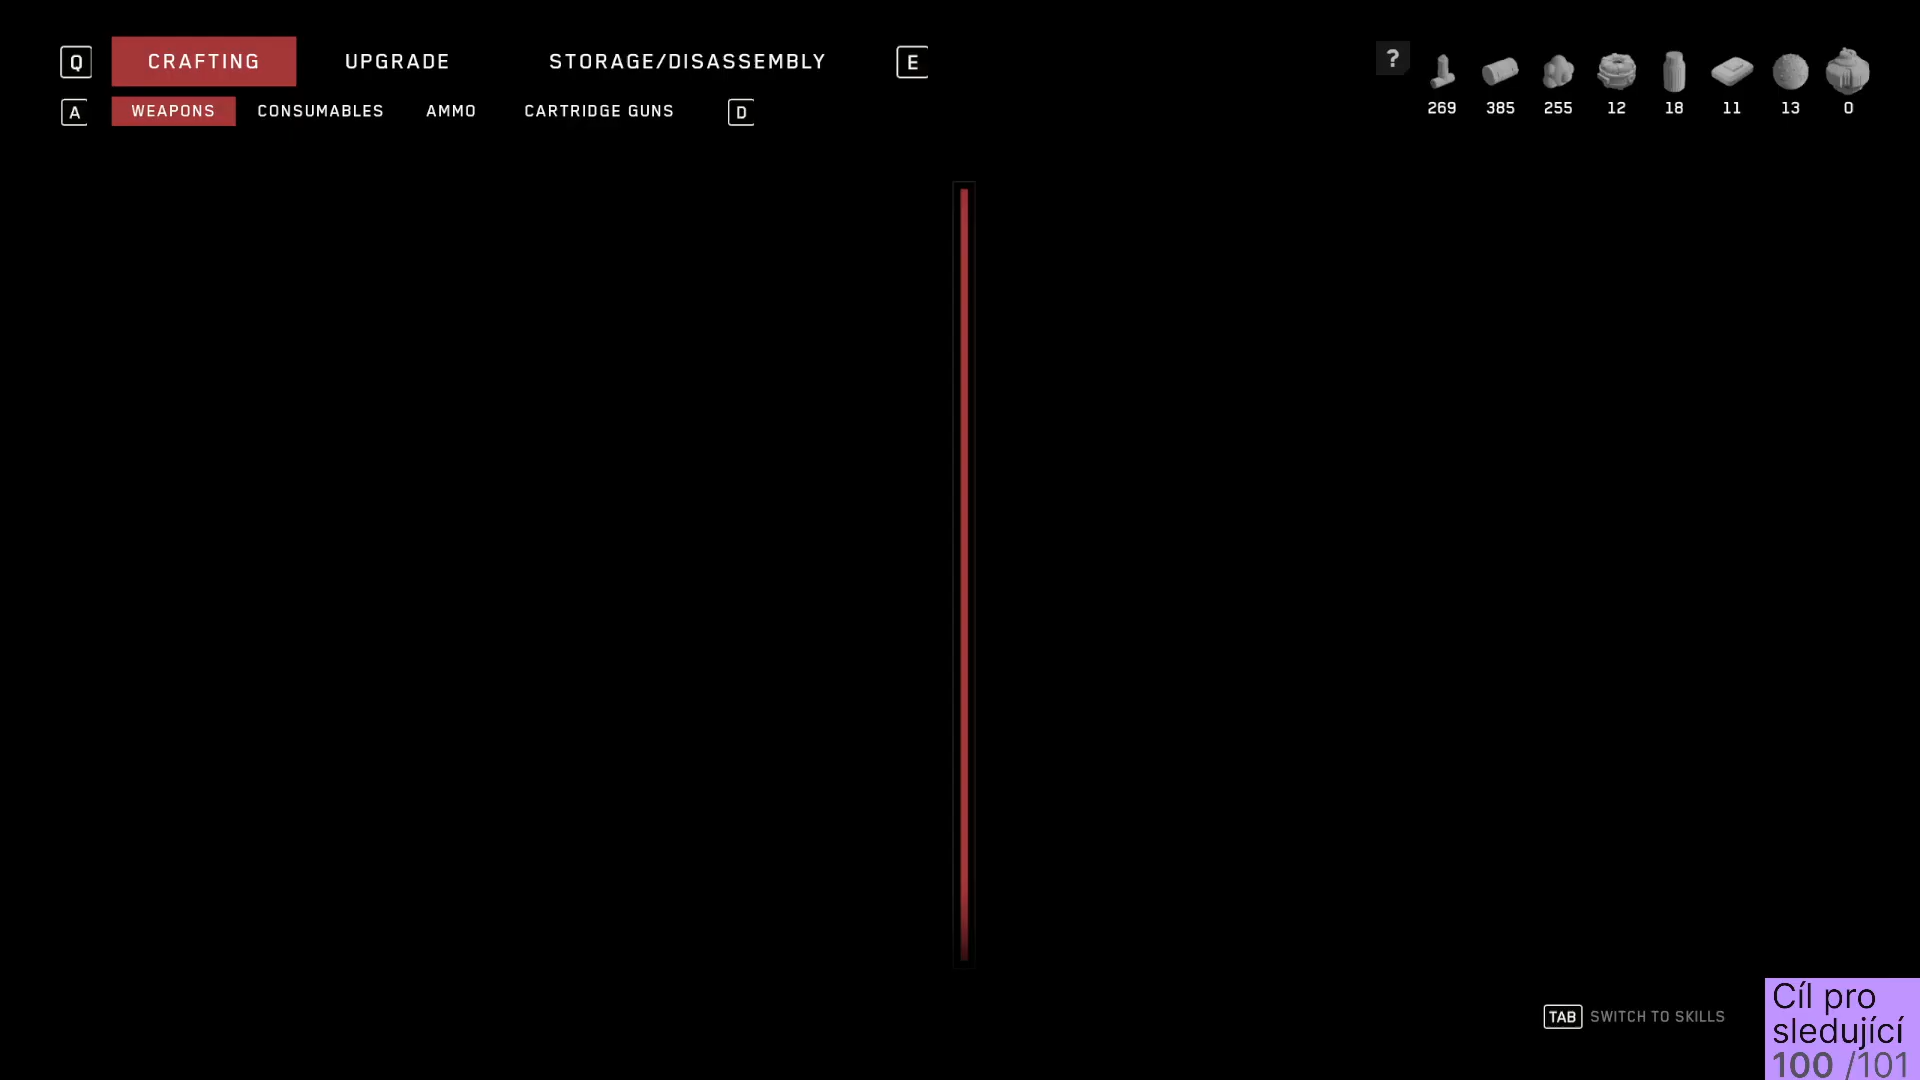 Q CRAFTING UPGRADE STORAGE/DISASSEMBLY E ?
A WEAPONS CONSUMABLES AMMO CARTRIDGE GUNS D
269 385 255 12 18 11 13 0
TAB SWITCH TO SKILLS
Cíl pro
sledující
100 /101